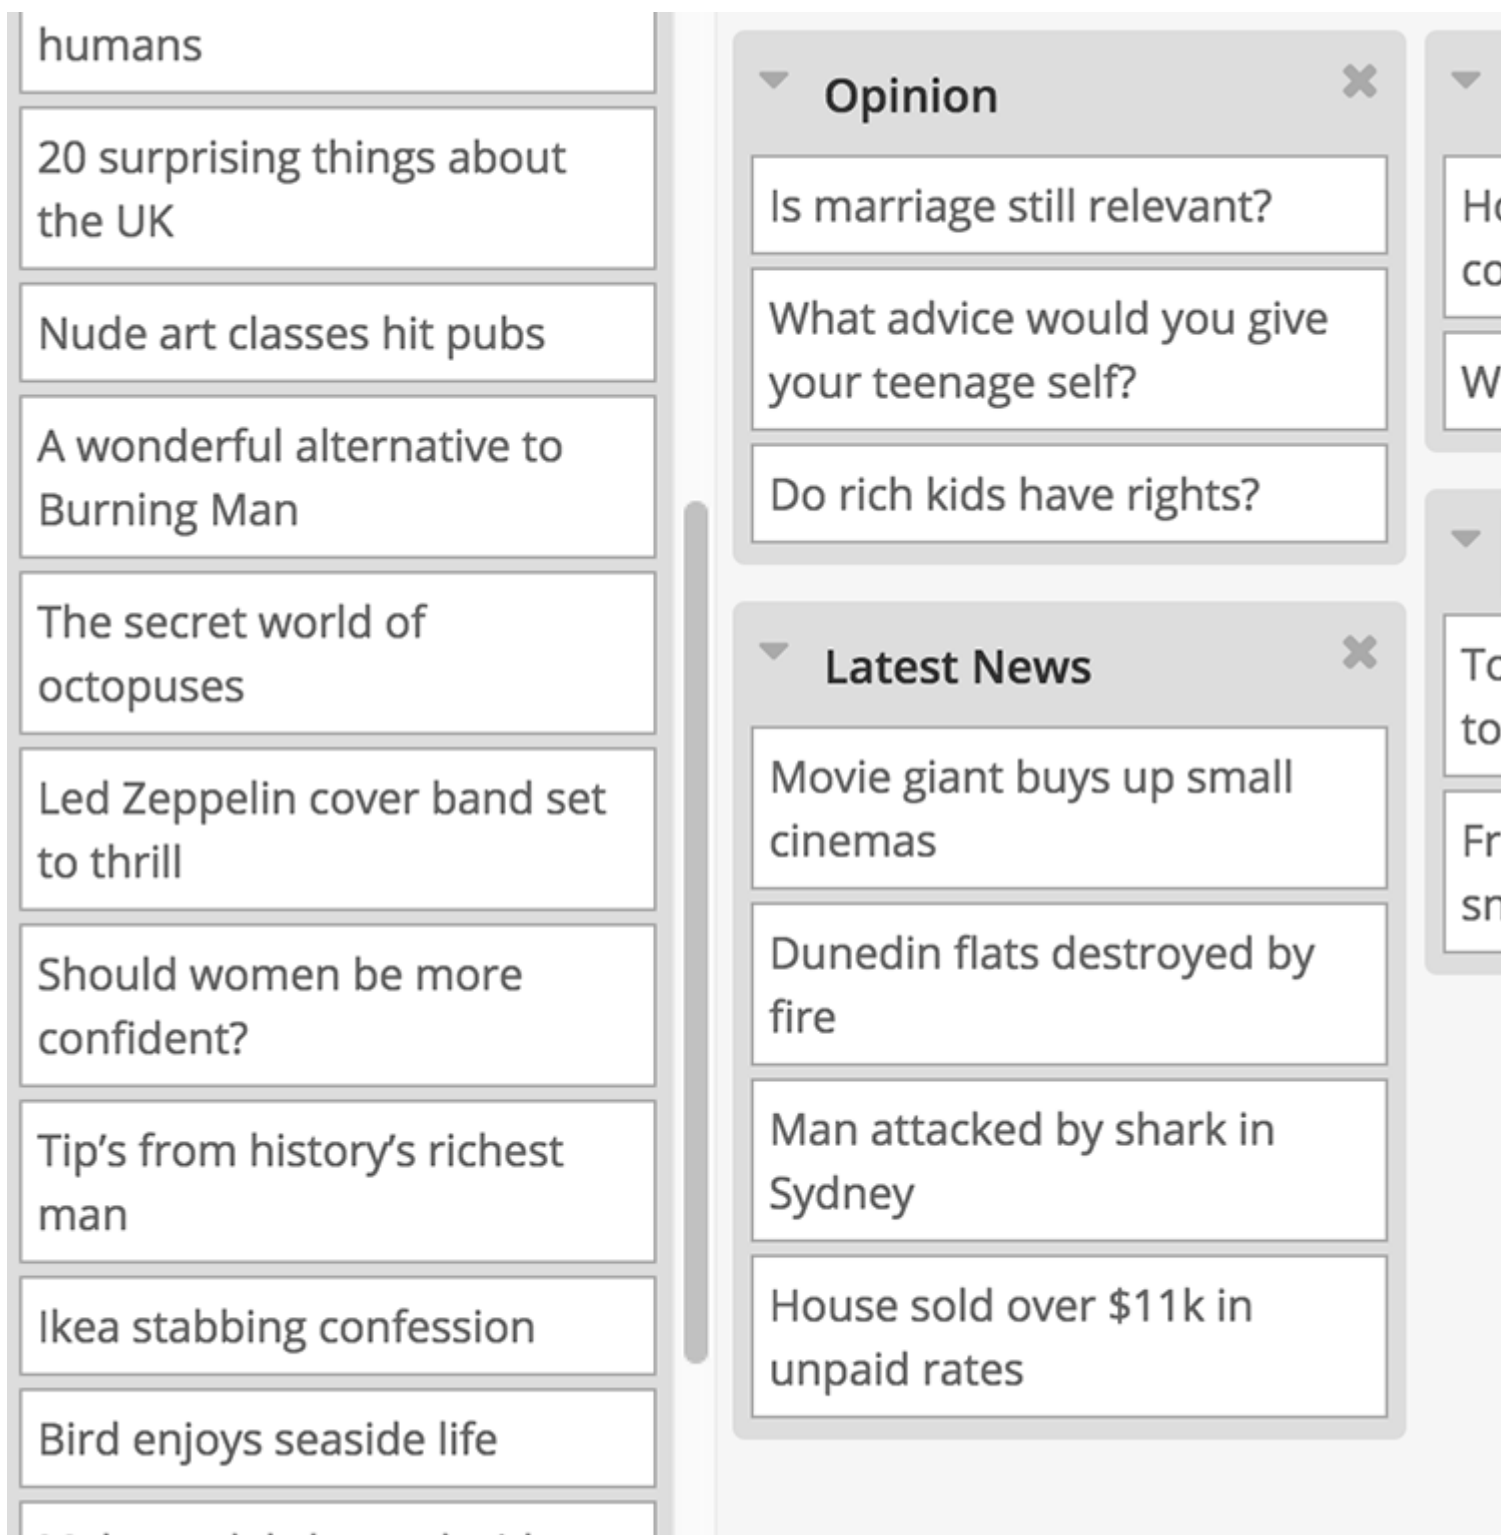 humans
20 surprising things about
the UK
Nude art classes hit pubs
A wonderful alternative to
Burning Man
The secret world of
octopuses
Led Zeppelin cover band set
to thrill
Should women be more
confident?
Tip’s from history’s richest
man
Ikea stabbing confession
Bird enjoys seaside life
Opinion
Is marriage still relevant?
What advice would you give
your teenage self?
Do rich kids have rights?
Latest News
Movie giant buys up small
cinemas
Dunedin flats destroyed by
fire
Man attacked by shark in
Sydney
House sold over $11k in
unpaid rates
to